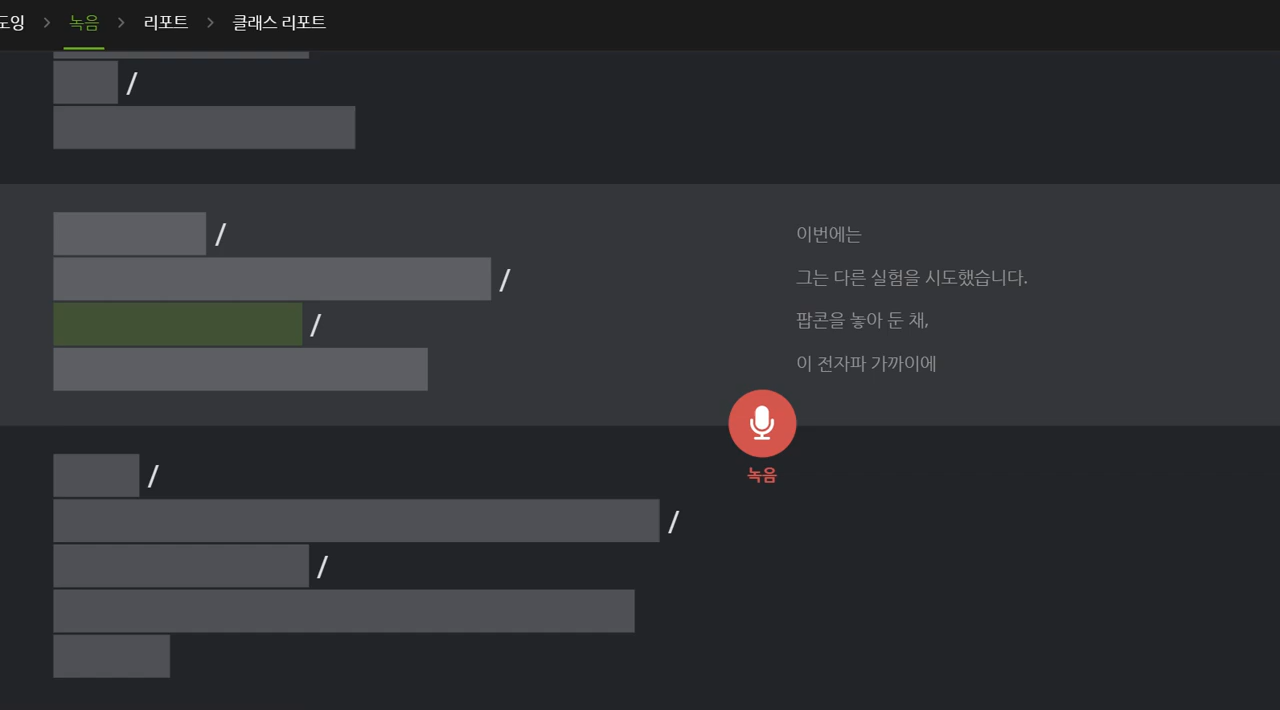 도잉 > 녹음 > 리포트 > 클래스 리포트
/
/
이번에는
/
그는 다른 실험을 시도했습니다.
/
팝콘을 놓아 둔 채,
이 전자파 가까이에
녹음
/
/
/